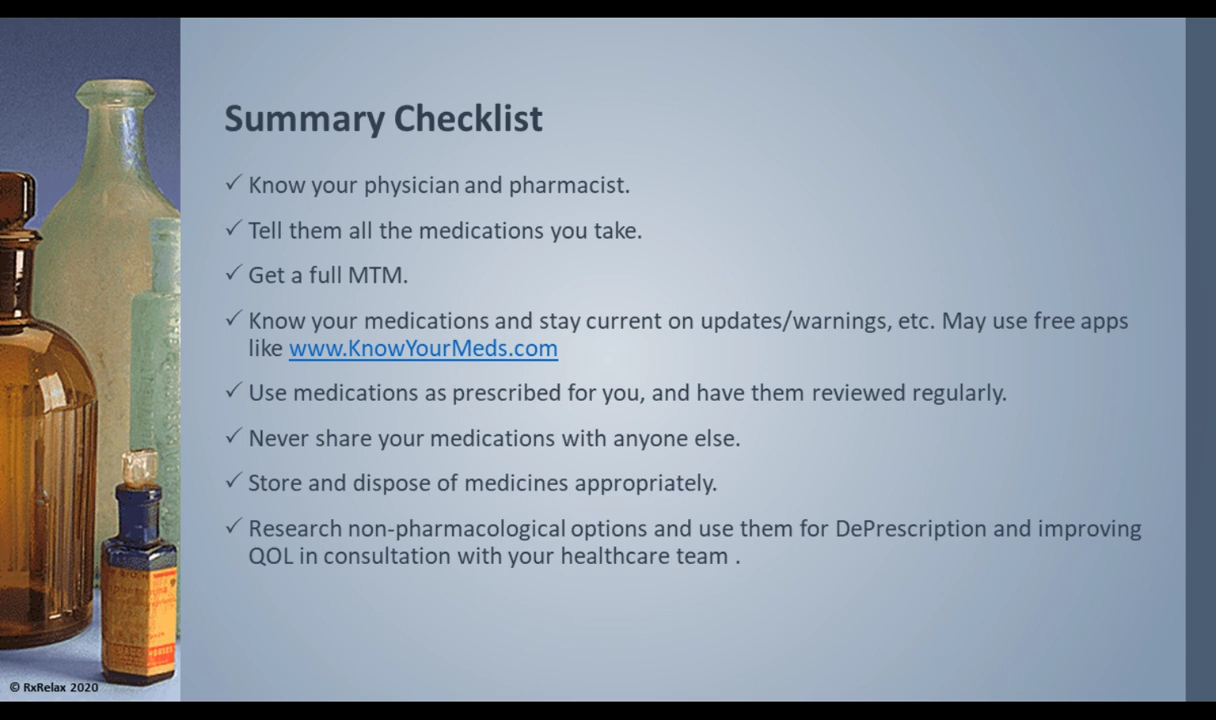 Summary Checklist
✓ Know your physician and pharmacist.
✓ Tell them all the medications you take.
✓ Get a full MTM.
✓ Know your medications and stay current on updates/warnings, etc. May use free apps
like www.KnowYourMeds.com
✓ Use medications as prescribed for you, and have them reviewed regularly.
✓ Never share your medications with anyone else.
✓ Store and dispose of medicines appropriately.
✓ Research non-pharmacological options and use them for DePrescription and improving
QOL in consultation with your healthcare team .
© RxRelax 2020